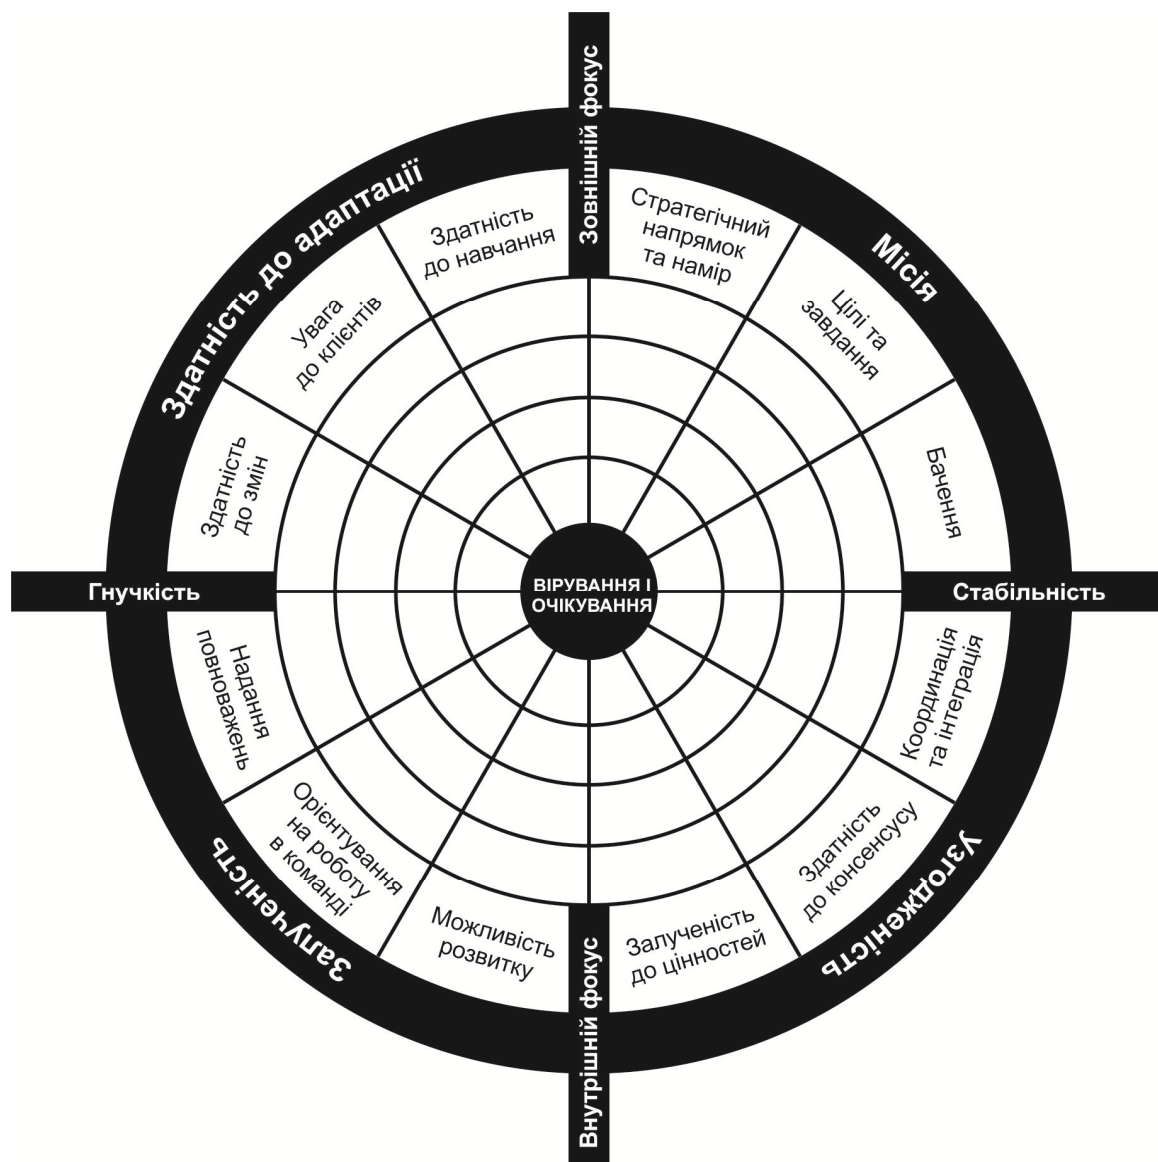 Зовнішній фокус
Здатність до адаптації
Місія
Здатність
до навчання
Стратегічний
напрямок
та намір
Увага
до клієнтів
Цілі та
завдання
Здатність
до змін
Бачення
Гнучкість
ВІРУВАННЯ І
ОЧІКУВАННЯ
Стабільність
Надання
повноважень
Координація
та інтеграція
Орієнтування
на роботу
в команді
Здатність
до консенсусу
Можливість
розвитку
Залученість
до цінностей
Залученість
Узгодженість
Внутрішній фокус